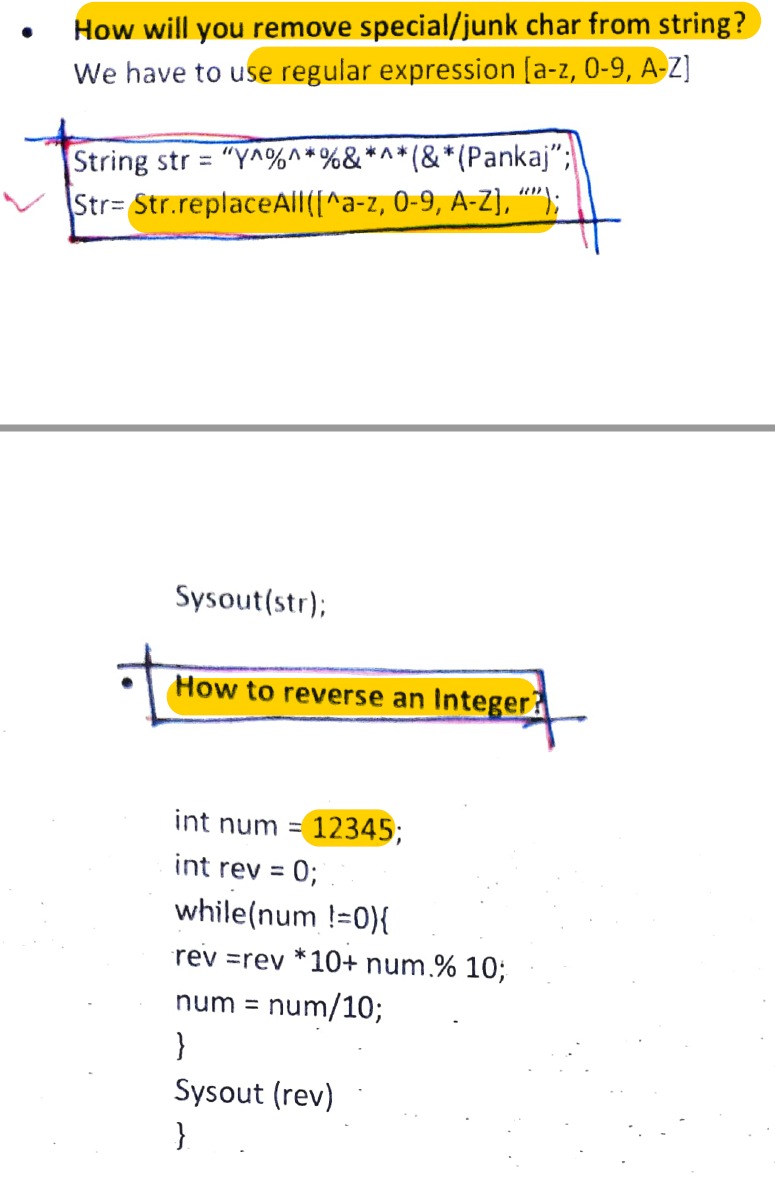 • How will you remove special/junk char from string?
We have to use regular expression [a-z, 0-9, A-Z]
String str = “Y^%^*%&*^*(&*(Pankaj”;
Str= Str.replaceAll([^a-z, 0-9, A-Z], “”);
Sysout(str);
• How to reverse an Integer?
int num = 12345;
int rev = 0;
while(num !=0){
rev =rev *10+ num.% 10;
num = num/10;
}
Sysout (rev)
}